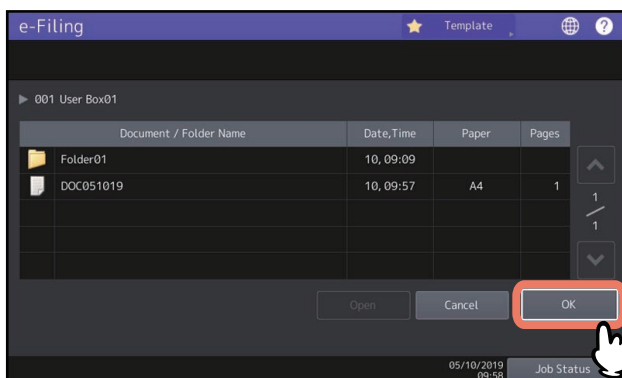 e-Filing
Template
?
001 User Box01
Document / Folder Name Date,Time Paper Pages
Folder01 10, 09:09
DOC051019 10, 09:57 A4 1
1
1
Open Cancel OK
05/10/2019
09:58
Job Status